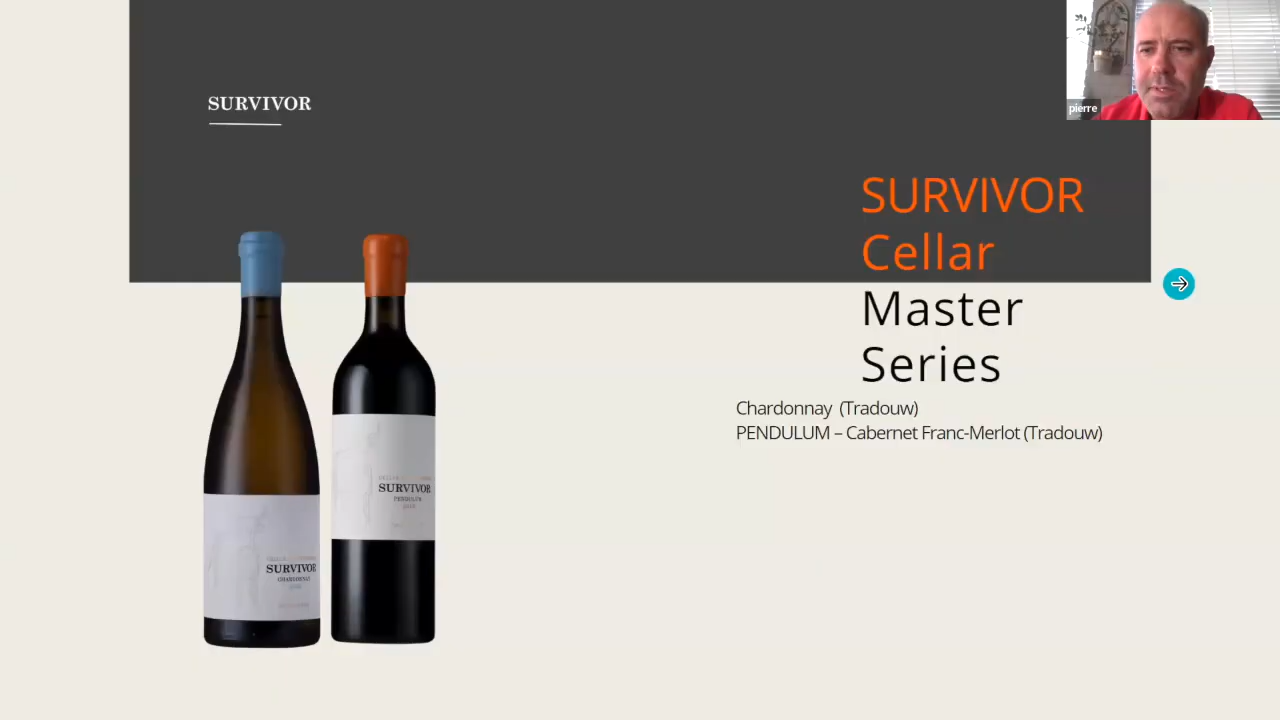 pierre
SURVIVOR
SURVIVOR
Cellar
Master
Series
Chardonnay (Tradouw)
PENDULUM – Cabernet Franc-Merlot (Tradouw)
SURVIVOR
PENDULUM
SURVIVOR
CHARDONNAY